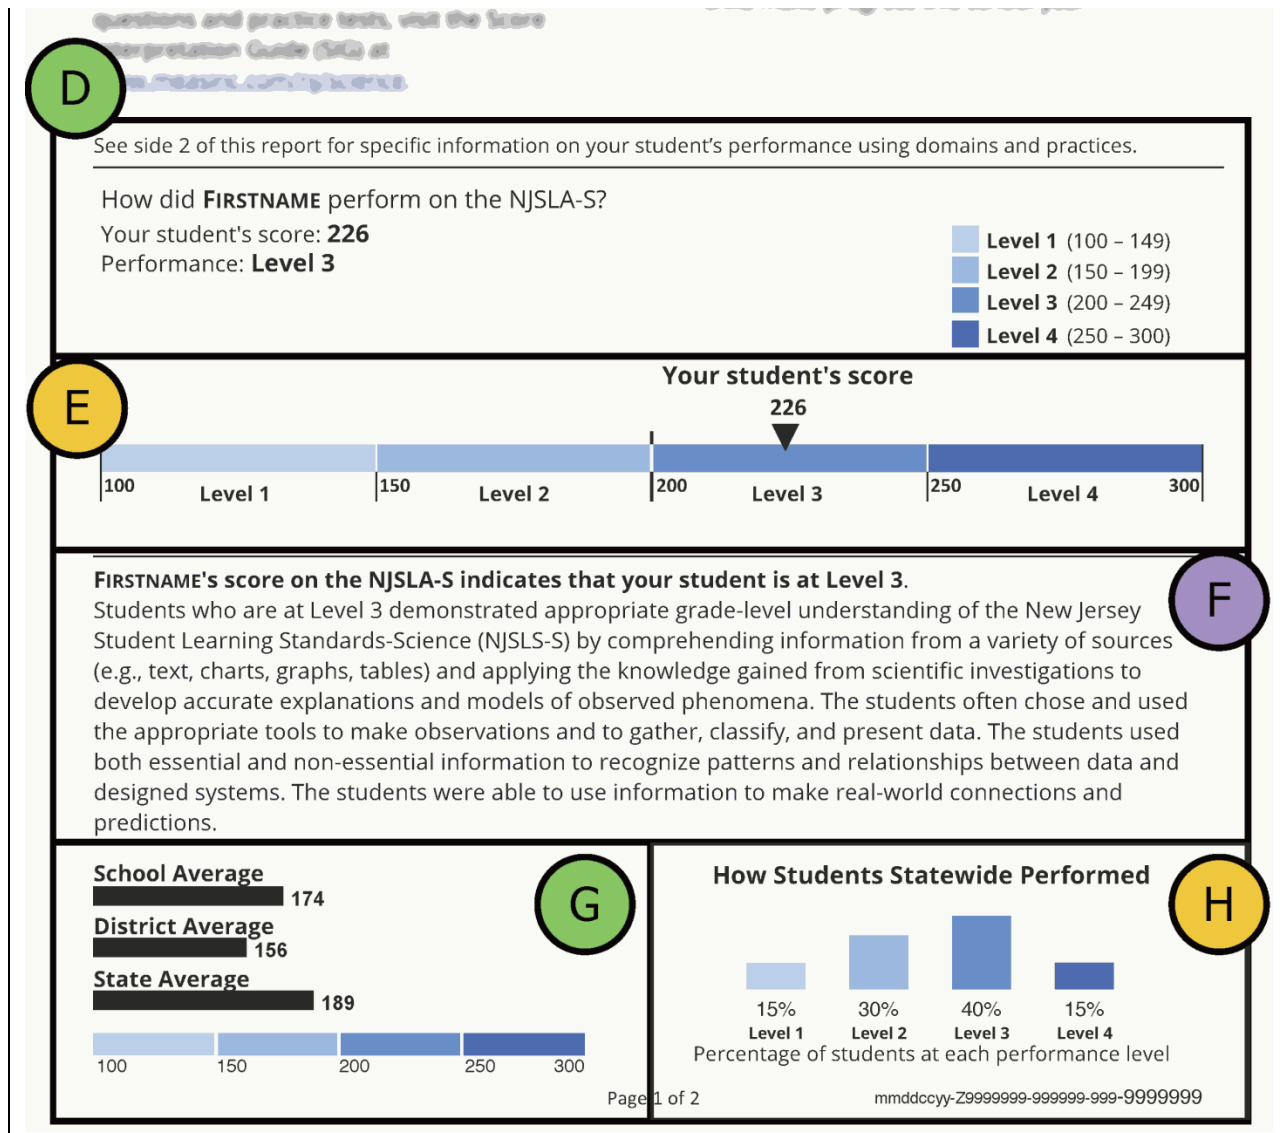 D
See side 2 of this report for specific information on your student's performance using domains and practices.
How did FIRSTNAME perform on the NJSLA-S?
Your student's score: 226
Performance: Level 3
Level 1 (100 – 149)
Level 2 (150 – 199)
Level 3 (200 – 249)
Level 4 (250 – 300)
E
Your student's score
226
100 Level 1 150 Level 2 200 Level 3 250 Level 4 300
F
FIRSTNAME's score on the NJSLA-S indicates that your student is at Level 3.
Students who are at Level 3 demonstrated appropriate grade-level understanding of the New Jersey
Student Learning Standards-Science (NJSLS-S) by comprehending information from a variety of sources
(e.g., text, charts, graphs, tables) and applying the knowledge gained from scientific investigations to
develop accurate explanations and models of observed phenomena. The students often chose and used
the appropriate tools to make observations and to gather, classify, and present data. The students used
both essential and non-essential information to recognize patterns and relationships between data and
designed systems. The students were able to use information to make real-world connections and
predictions.
G
School Average
174
District Average
156
State Average
189
100 150 200 250 300
H
How Students Statewide Performed
15% 30% 40% 15%
Level 1 Level 2 Level 3 Level 4
Percentage of students at each performance level
Page 1 of 2
mmddccyy-Z9999999-999999-999-9999999